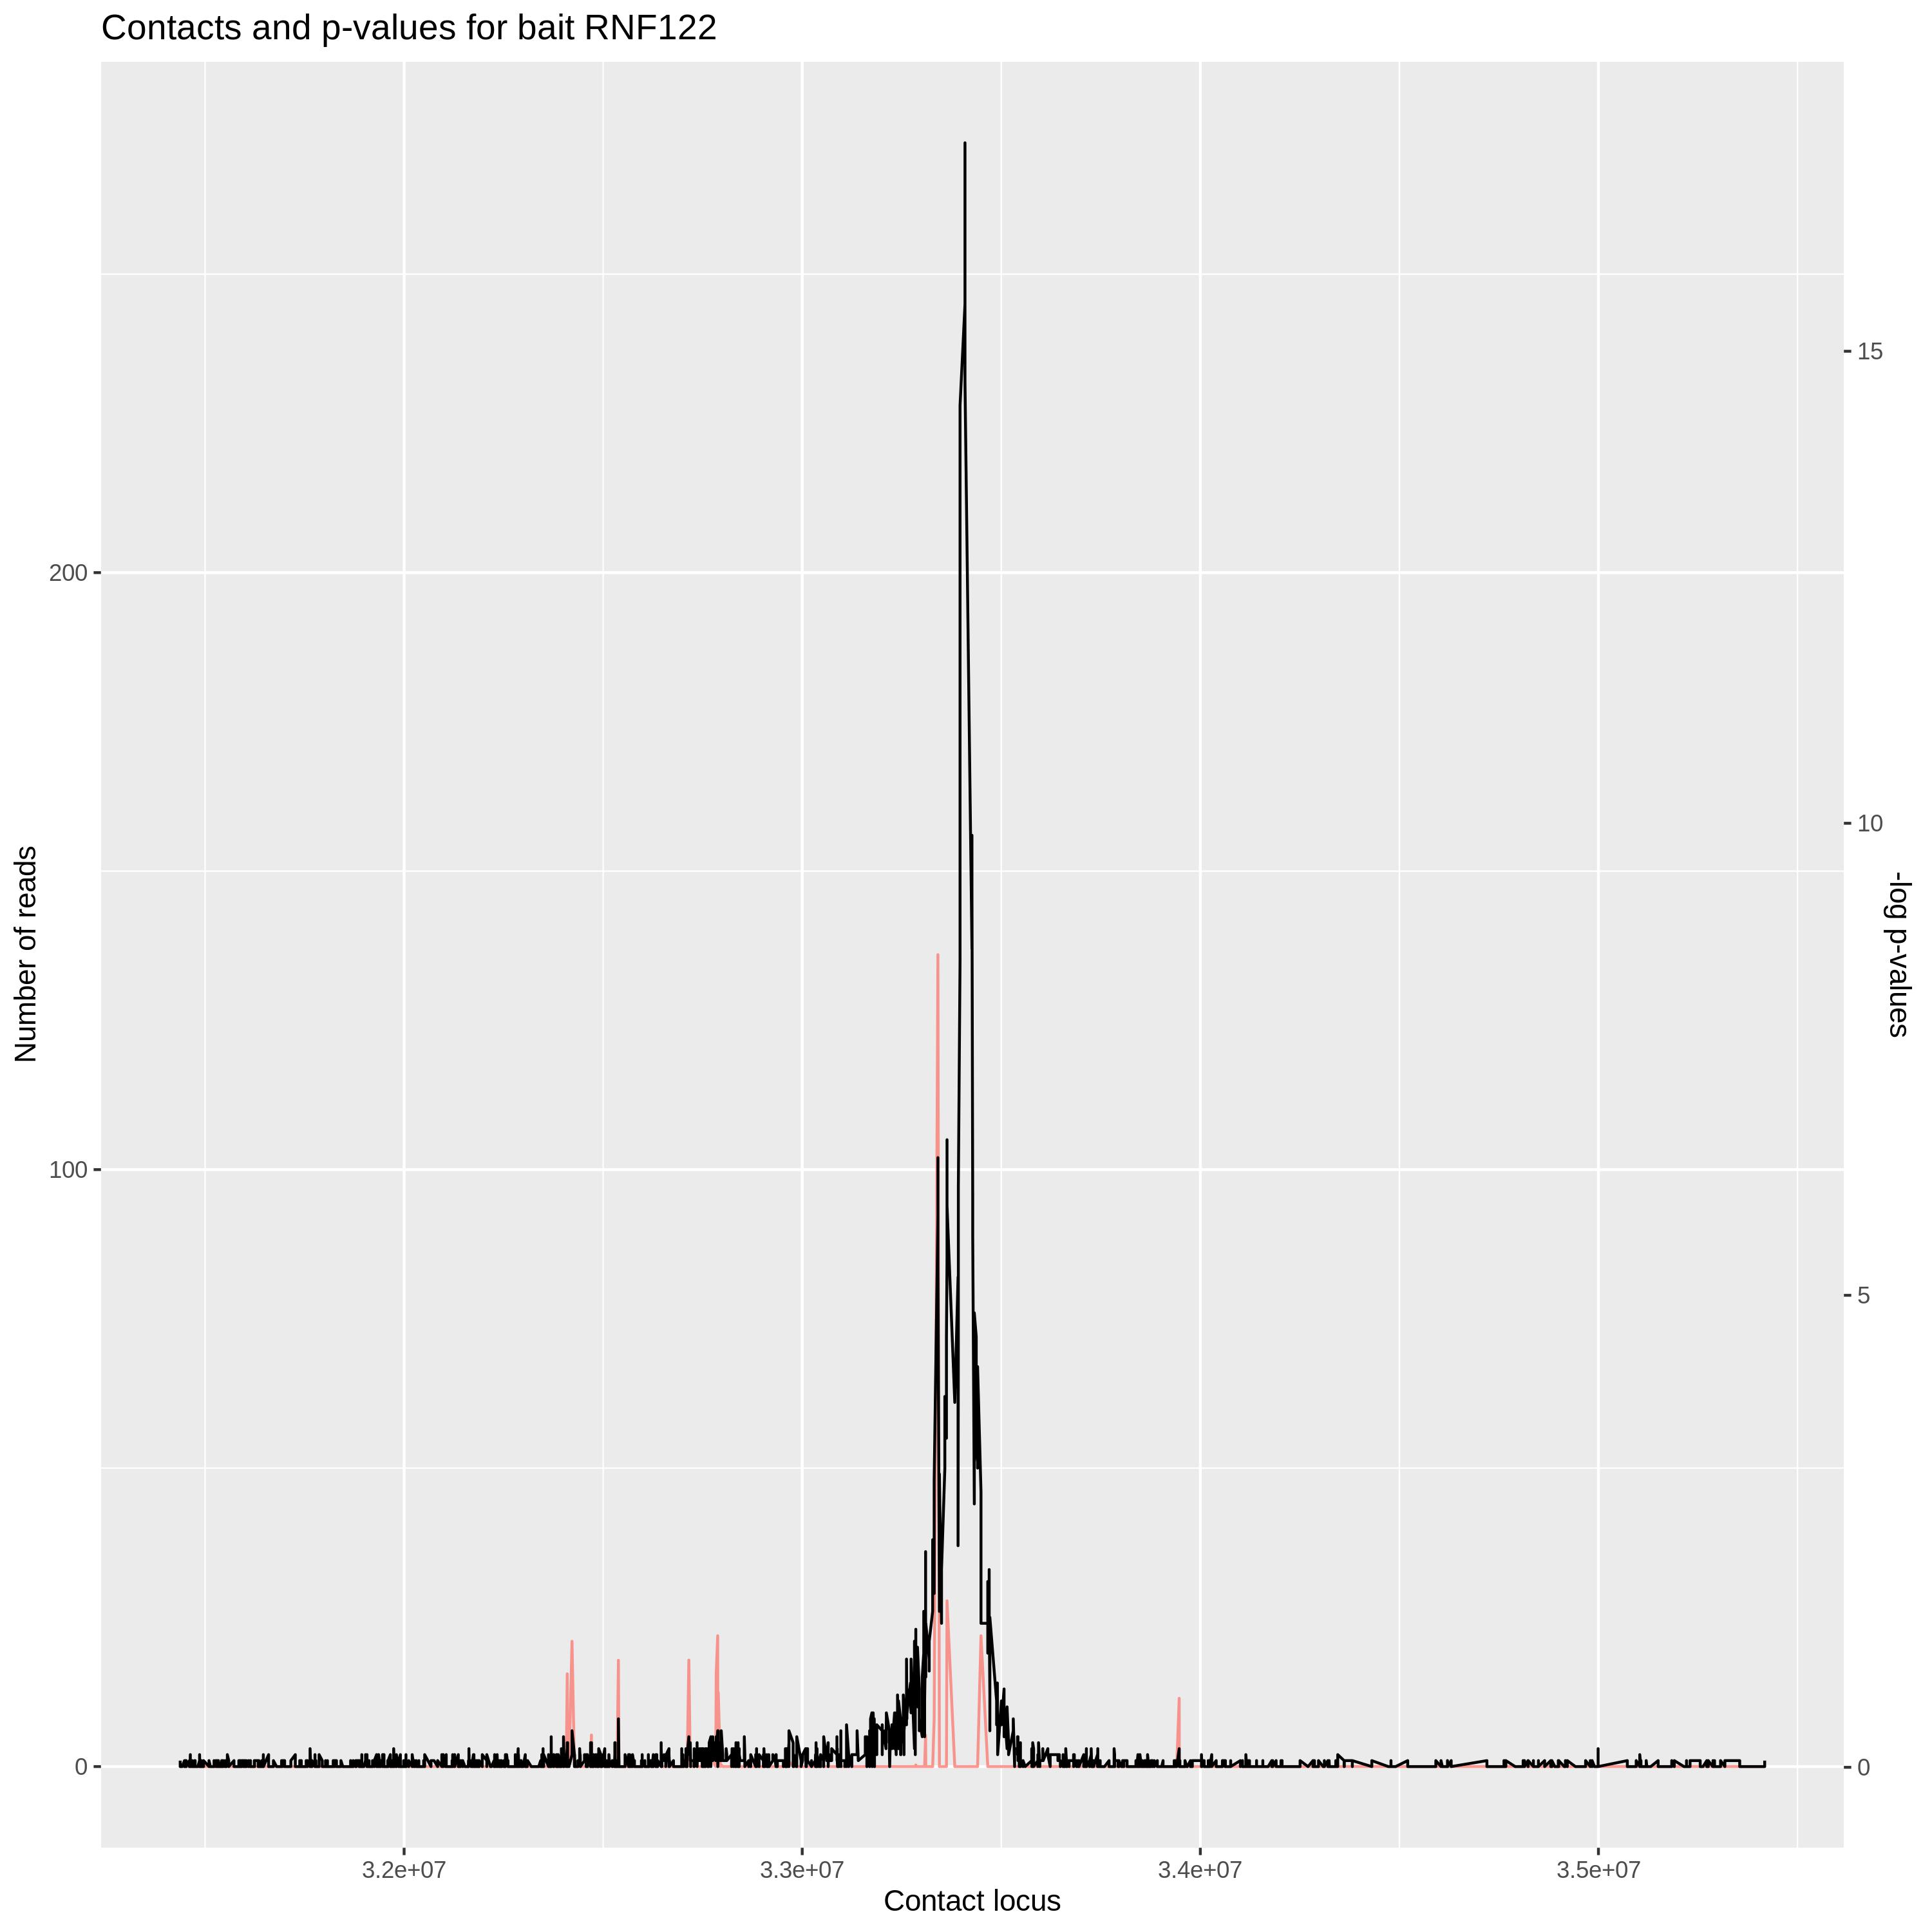 Contacts and p-values for bait RNF122
Number of reads
200
100
0
15
10
5
0
-log p-values
3.2e+07
3.3e+07
3.4e+07
3.5e+07
Contact locus